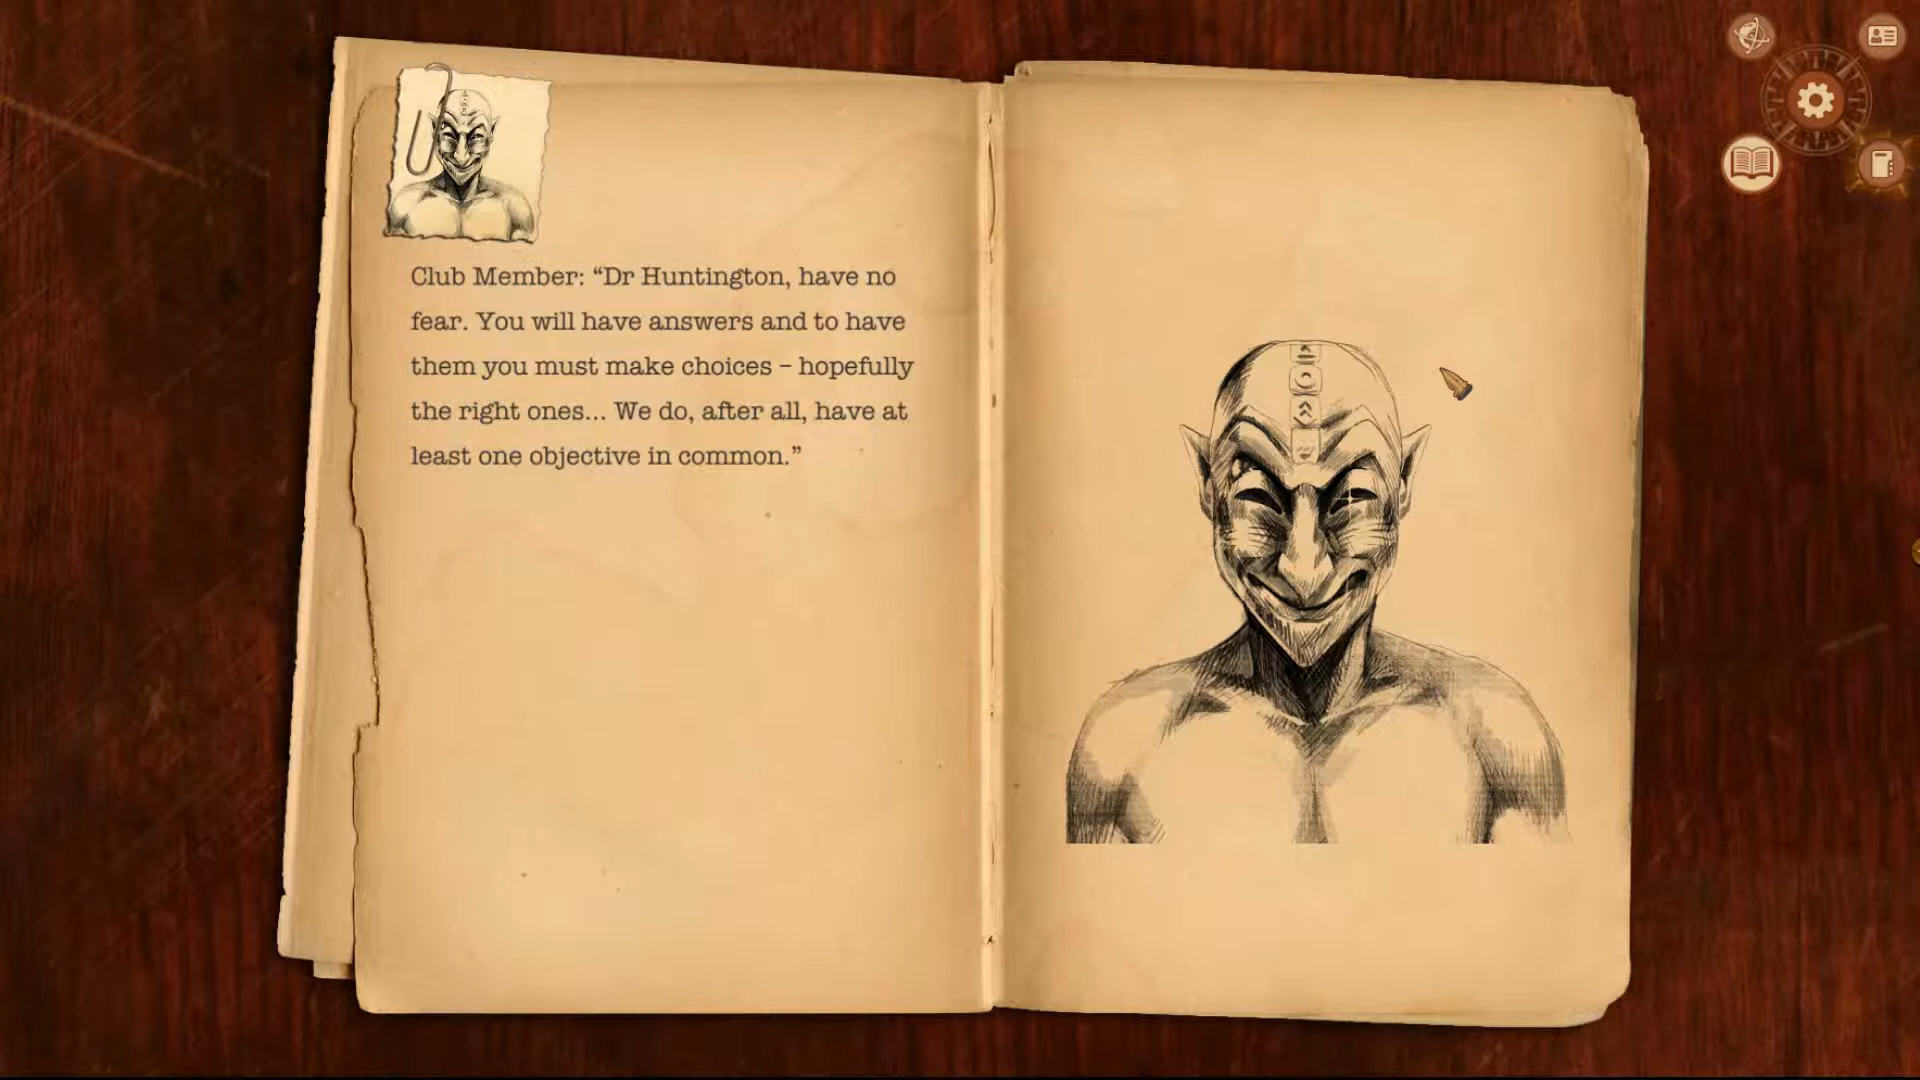 Club Member: “Dr Huntington, have no
fear. You will have answers and to have
them you must make choices – hopefully
the right ones... We do, after all, have at
least one objective in common.”